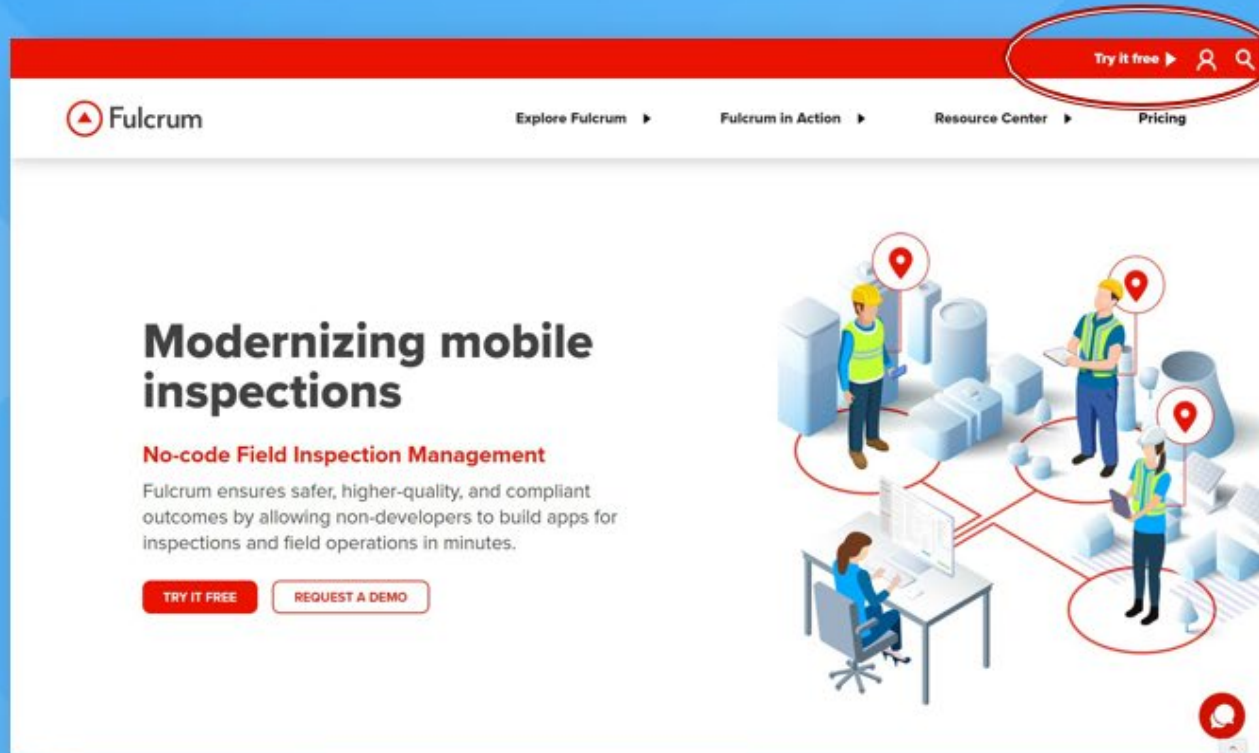 Try it free
Fulcrum
Explore Fulcrum
Fulcrum in Action
Resource Center
Pricing
Modernizing mobile
inspections
No-code Field Inspection Management
Fulcrum ensures safer, higher-quality, and compliant
outcomes by allowing non-developers to build apps for
inspections and field operations in minutes.
TRY IT FREE
REQUEST A DEMO